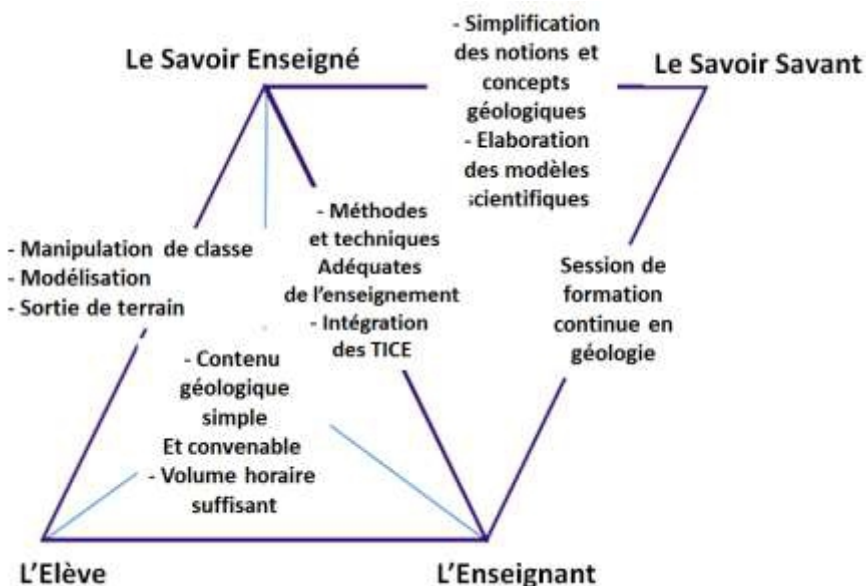 - Simplification
des notions et
concepts
géologiques
- Elaboration
des modèles
scientifiques
Le Savoir Enseigné
Le Savoir Savant
- Manipulation de classe
- Modélisation
- Sortie de terrain
- Méthodes
et techniques
Adéquates
de l'enseignement
- Intégration
des TICE
Session de
formation
continue en
géologie
- Contenu
géologique
simple
Et convenable
- Volume horaire
suffisant
L'Elève
L'Enseignant